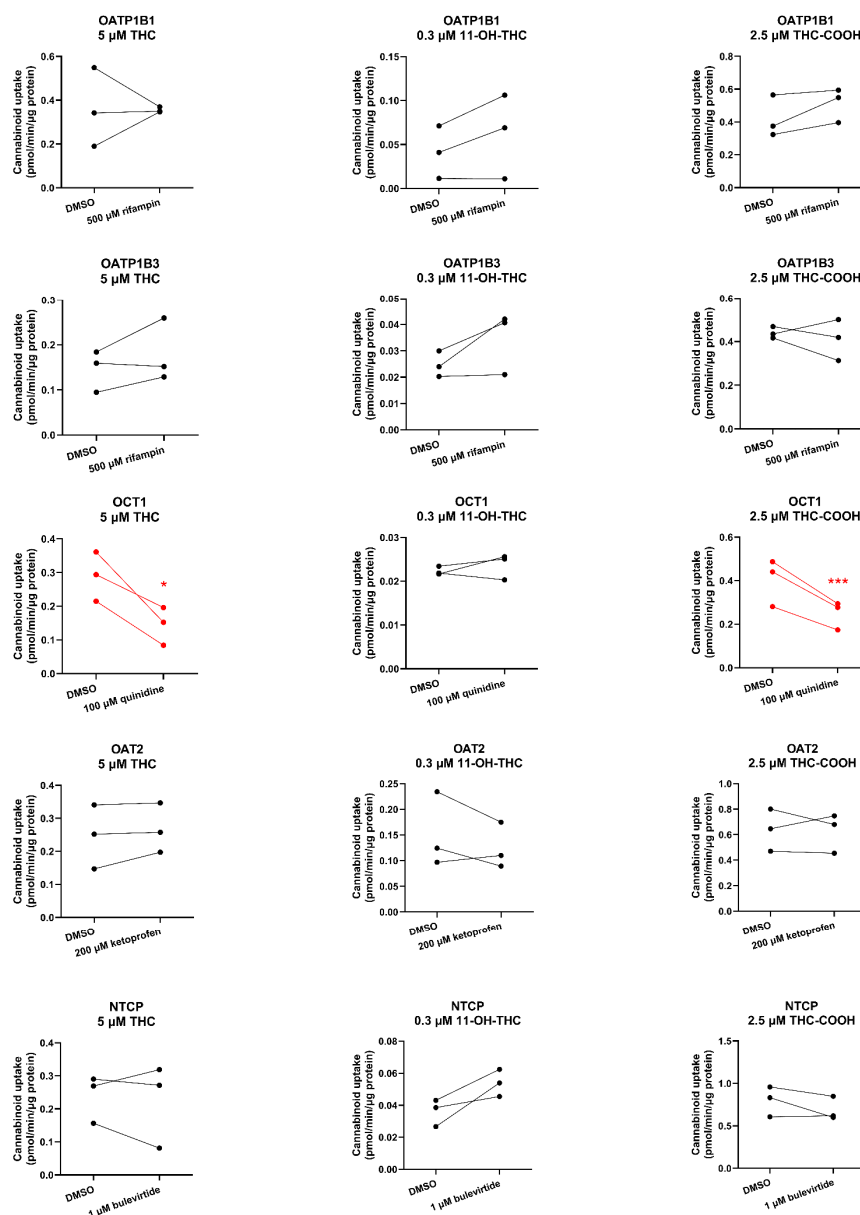 OATP1B1
5 µM THC
Cannabinoid uptake
(pmol/min/µg protein)
0.6
0.4
0.2
0.0
DMSO
500 µM rifampin
OATP1B1
0.3 µM 11-OH-THC
Cannabinoid uptake
(pmol/min/µg protein)
0.15
0.10
0.05
0.00
DMSO
500 µM rifampin
OATP1B1
2.5 µM THC-COOH
Cannabinoid uptake
(pmol/min/µg protein)
0.8
0.6
0.4
0.2
0.0
DMSO
500 µM rifampin
OATP1B3
5 µM THC
Cannabinoid uptake
(pmol/min/µg protein)
0.3
0.2
0.1
0.0
DMSO
500 µM rifampin
OATP1B3
0.3 µM 11-OH-THC
Cannabinoid uptake
(pmol/min/µg protein)
0.05
0.04
0.03
0.02
0.01
0.00
DMSO
500 µM rifampin
OATP1B3
2.5 µM THC-COOH
Cannabinoid uptake
(pmol/min/µg protein)
0.6
0.4
0.2
0.0
DMSO
500 µM rifampin
OCT1
5 µM THC
Cannabinoid uptake
(pmol/min/µg protein)
0.4
0.3
0.2
0.1
0.0
*
DMSO
100 µM quinidine
OCT1
0.3 µM 11-OH-THC
Cannabinoid uptake
(pmol/min/µg protein)
0.03
0.02
0.01
0.00
DMSO
100 µM quinidine
OCT1
2.5 µM THC-COOH
Cannabinoid uptake
(pmol/min/µg protein)
0.6
0.4
0.2
0.0
***
DMSO
100 µM quinidine
OAT2
5 µM THC
Cannabinoid uptake
(pmol/min/µg protein)
0.4
0.3
0.2
0.1
0.0
DMSO
200 µM ketoprofen
OAT2
0.3 µM 11-OH-THC
Cannabinoid uptake
(pmol/min/µg protein)
0.25
0.20
0.15
0.10
0.05
0.00
DMSO
200 µM ketoprofen
OAT2
2.5 µM THC-COOH
Cannabinoid uptake
(pmol/min/µg protein)
1.0
0.8
0.6
0.4
0.2
0.0
DMSO
200 µM ketoprofen
NTCP
5 µM THC
Cannabinoid uptake
(pmol/min/µg protein)
0.4
0.3
0.2
0.1
0.0
DMSO
1 µM bulevirtide
NTCP
0.3 µM 11-OH-THC
Cannabinoid uptake
(pmol/min/µg protein)
0.08
0.06
0.04
0.02
0.00
DMSO
1 µM bulevirtide
NTCP
2.5 µM THC-COOH
Cannabinoid uptake
(pmol/min/µg protein)
1.5
1.0
0.5
0.0
DMSO
1 µM bulevirtide